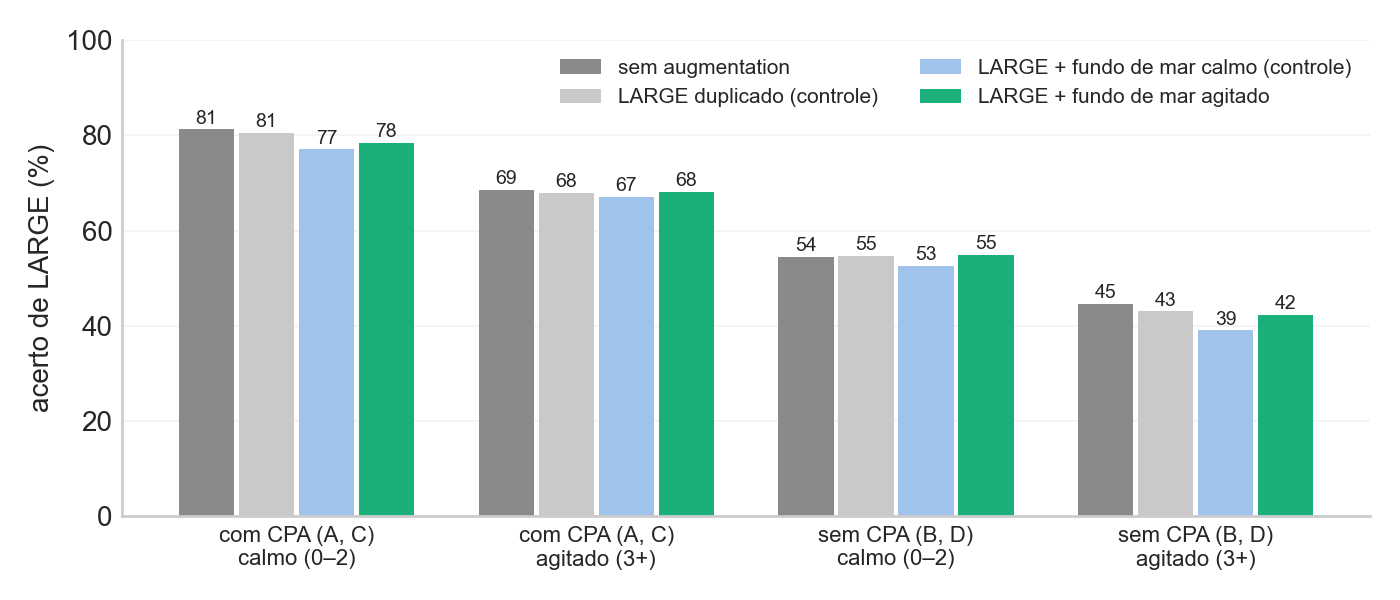 acerto de LARGE (%)
100
80
60
40
20
0
sem augmentation
LARGE duplicado (controle)
LARGE + fundo de mar calmo (controle)
LARGE + fundo de mar agitado
81
81
77
78
69
68
67
68
54
55
53
55
45
43
39
42
com CPA (A, C)
calmo (0–2)
com CPA (A, C)
agitado (3+)
sem CPA (B, D)
calmo (0–2)
sem CPA (B, D)
agitado (3+)